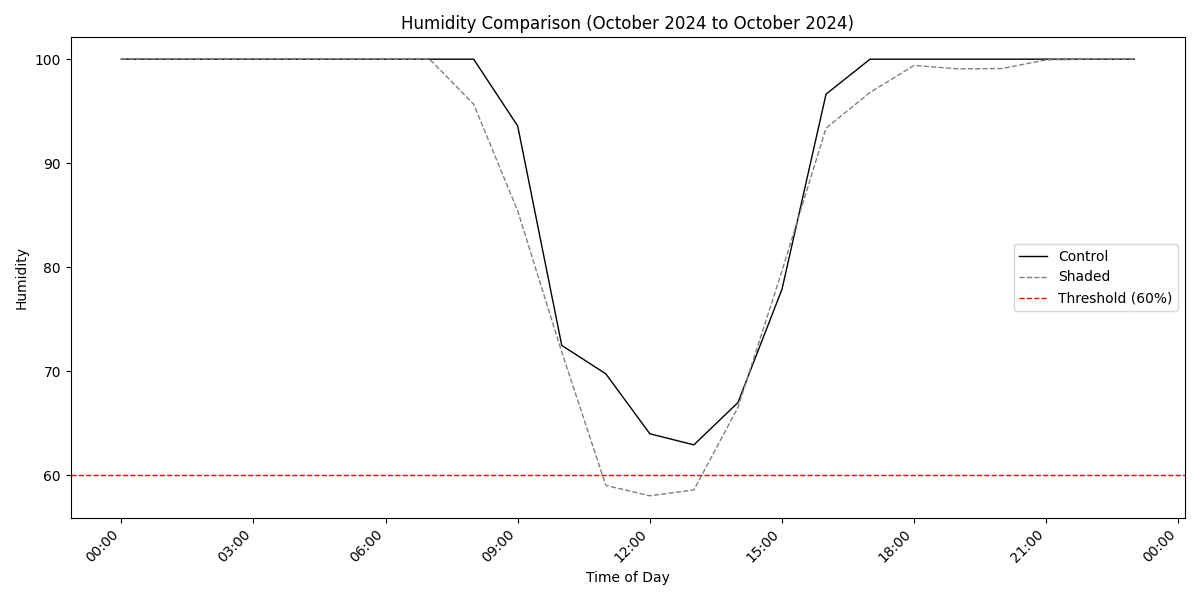 Humidity Comparison (October 2024 to October 2024)
100
90
80
70
60
Humidity
Control
Shaded
Threshold (60%)
00:00
03:00
06:00
09:00
12:00
15:00
18:00
21:00
00:00
Time of Day